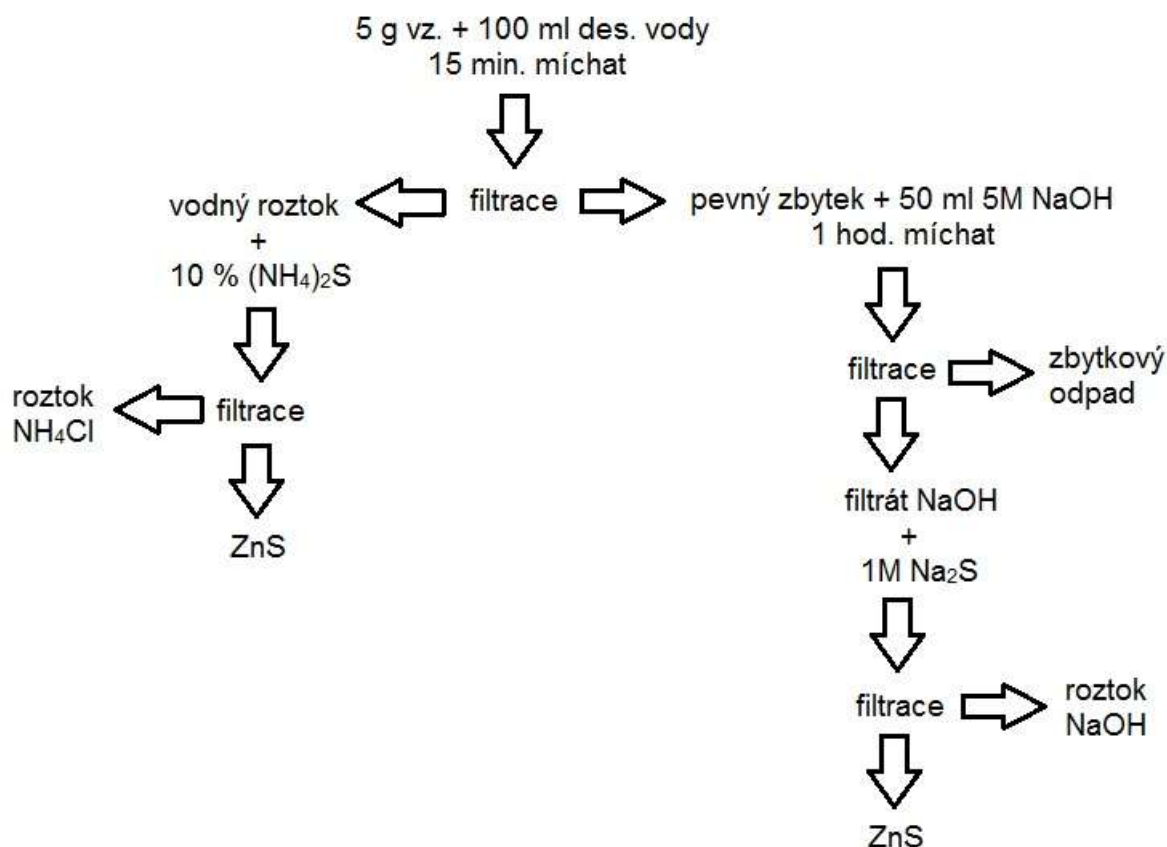 5 g vz. + 100 ml des. vody
15 min. míchat
filtrace
vodný roztok
+
10 % (NH₄)₂S
filtrace
roztok
NH₄Cl
ZnS
pevný zbytek + 50 ml 5M NaOH
1 hod. míchat
filtrace
zbytkový
odpad
filtrát NaOH
+
1M Na₂S
filtrace
roztok
NaOH
ZnS